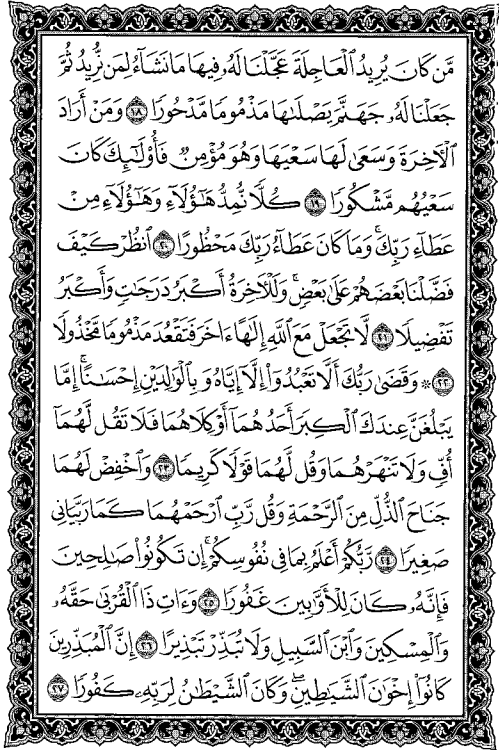 مَّن كَانَ يُرِيدُ ٱلْعَاجِلَةَ عَجَّلْنَا لَهُۥ فِيهَا مَا نَشَآءُ لِمَن نُّرِيدُ ثُمَّ
جَعَلْنَا لَهُۥ جَهَنَّمَ يَصْلَىٰهَا مَذْمُومًا مَّدْحُورًا ١٨ وَمَنْ أَرَادَ
ٱلْأَخِرَةَ وَسَعَىٰ لَهَا سَعْيَهَا وَهُوَ مُؤْمِنٌ فَأُو۟لَٰٓئِكَ كَانَ
سَعْيُهُم مَّشْكُورًا ١٩ كُلًّا نُّمِدُّ هَٰٓؤُلَآءِ وَهَٰٓؤُلَآءِ مِنْ
عَطَآءِ رَبِّكَ ۚ وَمَا كَانَ عَطَآءُ رَبِّكَ مَحْظُورًا ٢٠ ٱنظُرْ كَيْفَ
فَضَّلْنَا بَعْضَهُمْ عَلَىٰ بَعْضٍ ۚ وَلَلْأَخِرَةُ أَكْبَرُ دَرَجَٰتٍ وَأَكْبَرُ
تَفْضِيلًا ٢١ لَّا تَجْعَلْ مَعَ ٱللَّهِ إِلَٰهًا ءَاخَرَ فَتَقْعُدَ مَذْمُومًا مَّخْذُولًا
٢٢ ۞ وَقَضَىٰ رَبُّكَ أَلَّا تَعْبُدُوٓا۟ إِلَّآ إِيَّاهُ وَبِٱلْوَٰلِدَيْنِ إِحْسَٰنًا ۚ إِمَّا
يَبْلُغَنَّ عِندَكَ ٱلْكِبَرَ أَحَدُهُمَآ أَوْ كِلَاهُمَا فَلَا تَقُل لَّهُمَآ
أُفٍّ وَلَا تَنْهَرْهُمَا وَقُل لَّهُمَا قَوْلًا كَرِيمًا ٢٣ وَٱخْفِضْ لَهُمَا
جَنَاحَ ٱلذُّلِّ مِنَ ٱلرَّحْمَةِ وَقُل رَّبِّ ٱرْحَمْهُمَا كَمَا رَبَّيَانِى
صَغِيرًا ٢٤ رَّبُّكُمْ أَعْلَمُ بِمَا فِى نُفُوسِكُمْ ۚ إِن تَكُونُوا۟ صَٰلِحِينَ
فَإِنَّهُۥ كَانَ لِلْأَوَّٰبِينَ غَفُورًا ٢٥ وَءَاتِ ذَا ٱلْقُرْبَىٰ حَقَّهُۥ
وَٱلْمِسْكِينَ وَٱبْنَ ٱلسَّبِيلِ وَلَا تُبَذِّرْ تَبْذِيرًا ٢٦ إِنَّ ٱلْمُبَذِّرِينَ
كَانُوٓا۟ إِخْوَٰنَ ٱلشَّيَٰطِينِ ۖ وَكَانَ ٱلشَّيْطَٰنُ لِرَبِّهِۦ كَفُورًا ٢٧